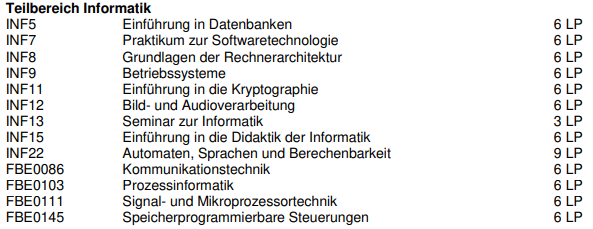 Teilbereich Informatik
INF5 Einführung in Datenbanken 6 LP
INF7 Praktikum zur Softwaretechnologie 6 LP
INF8 Grundlagen der Rechnerarchitektur 6 LP
INF9 Betriebssysteme 6 LP
INF11 Einführung in die Kryptographie 6 LP
INF12 Bild- und Audioverarbeitung 6 LP
INF13 Seminar zur Informatik 3 LP
INF15 Einführung in die Didaktik der Informatik 6 LP
INF22 Automaten, Sprachen und Berechenbarkeit 9 LP
FBE0086 Kommunikationstechnik 6 LP
FBE0103 Prozessinformatik 6 LP
FBE0111 Signal- und Mikroprozessortechnik 6 LP
FBE0145 Speicherprogrammierbare Steuerungen 6 LP